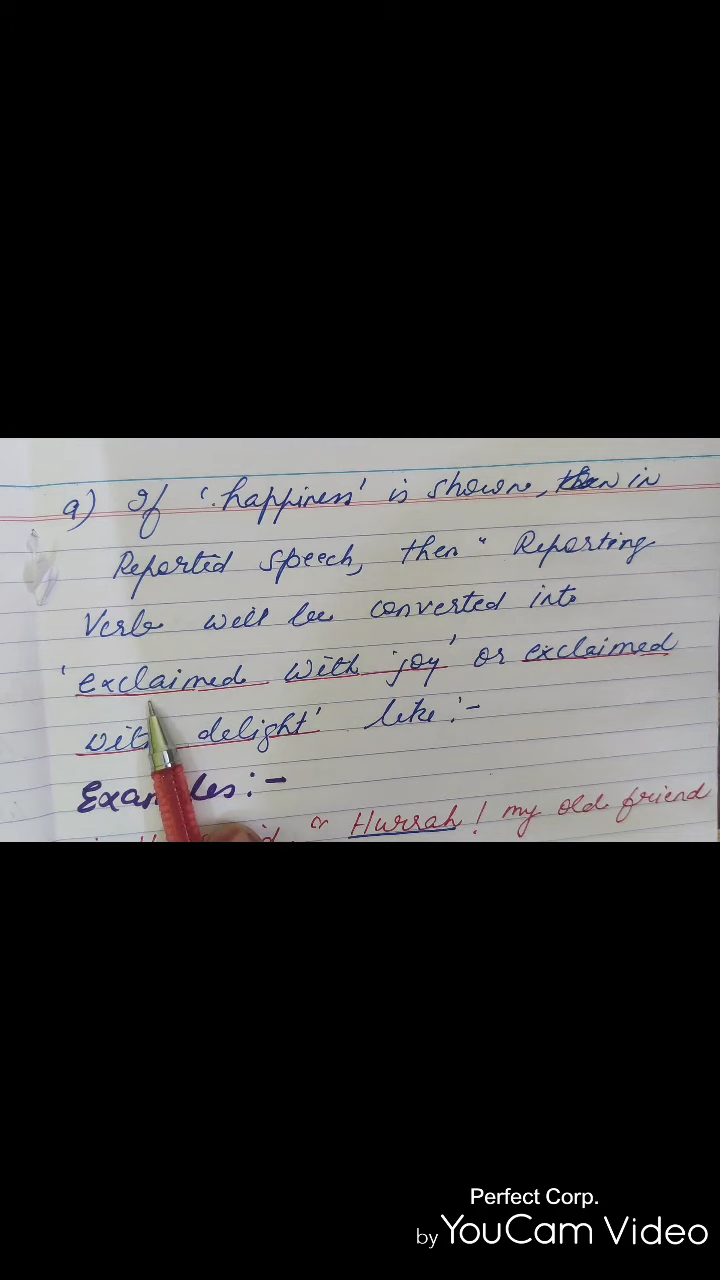 a) If 'happiness' is shown, then in
Reported speech, then " Reporting
Verb will be converted into
'exclaimed with joy' or exclaimed
with delight' like :-
Examples :-
" Hurrah ! my old friend
Perfect Corp.
by YouCam Video